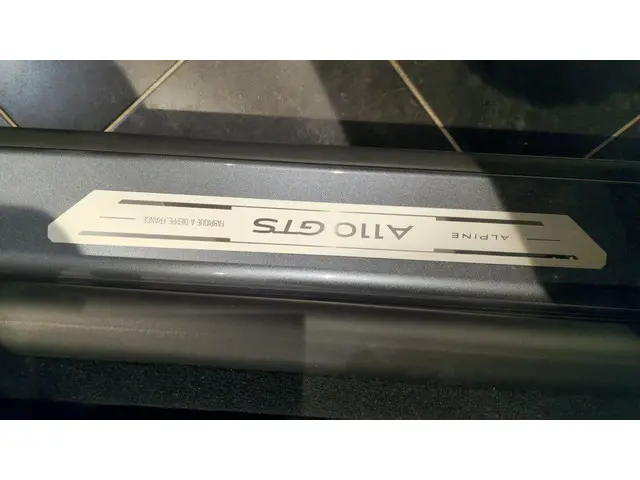 ALPINE
A110 GTS
FABRIQUÉ À DIEPPE, FRANCE